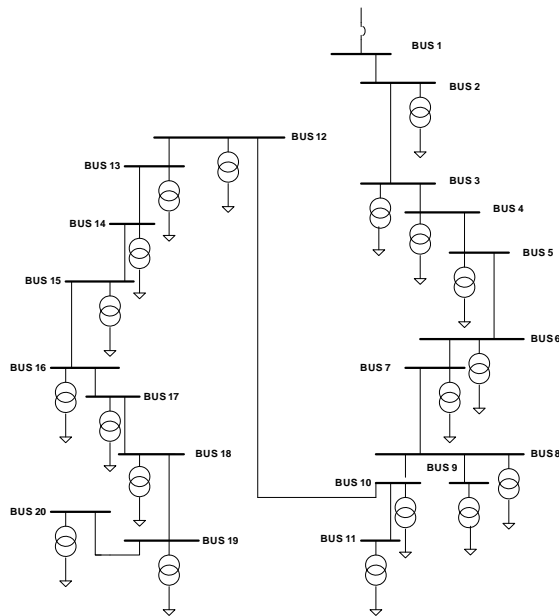 BUS 1
BUS 2
BUS 12
BUS 13
BUS 3
BUS 4
BUS 14
BUS 5
BUS 15
BUS 6
BUS 16
BUS 7
BUS 17
BUS 18
BUS 8
BUS 9
BUS 10
BUS 20
BUS 19
BUS 11